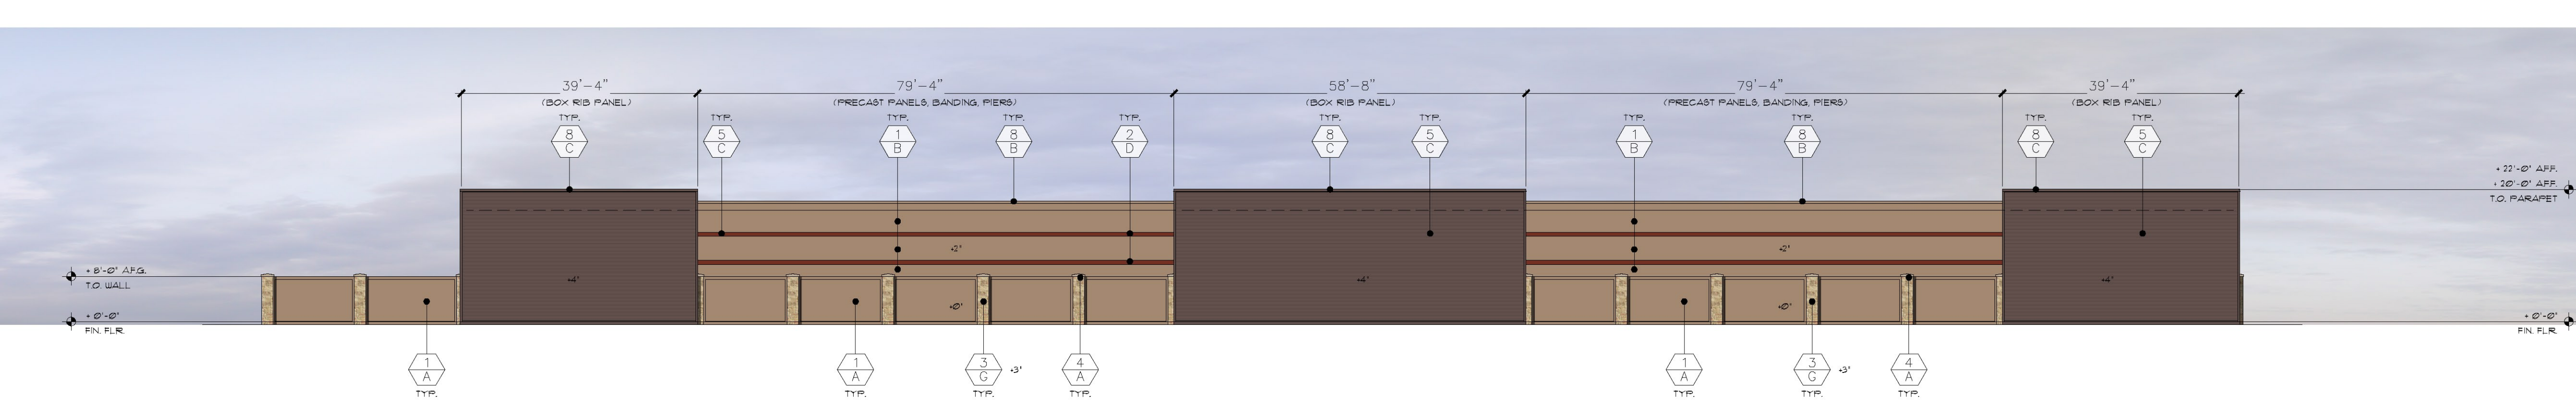 39'-4" 79'-4" 58'-8" 79'-4" 39'-4"
(BOX RIB PANEL) (PRECAST PANELS, BANDING, PIERS) (BOX RIB PANEL) (PRECAST PANELS, BANDING, PIERS) (BOX RIB PANEL)
TYP. TYP. TYP. TYP. TYP. TYP. TYP. TYP. TYP. TYP. TYP.
8 5 1 8 2 8 5 1 8 8 5
C C B B D C C B B C C
+ 22'-0" A.F.F.
+ 20'-0" A.F.F.
T.O. PARAPET
+2" +2"
+ 8'-0" A.F.G.
T.O. WALL
+4" +4" +4"
+0" +0"
+ 0'-0" + 0'-0"
FIN. FLR. FIN. FLR.
1 1 3 4 1 3 4
A A G +3" A A G +3" A
TYP. TYP. TYP. TYP. TYP. TYP. TYP.